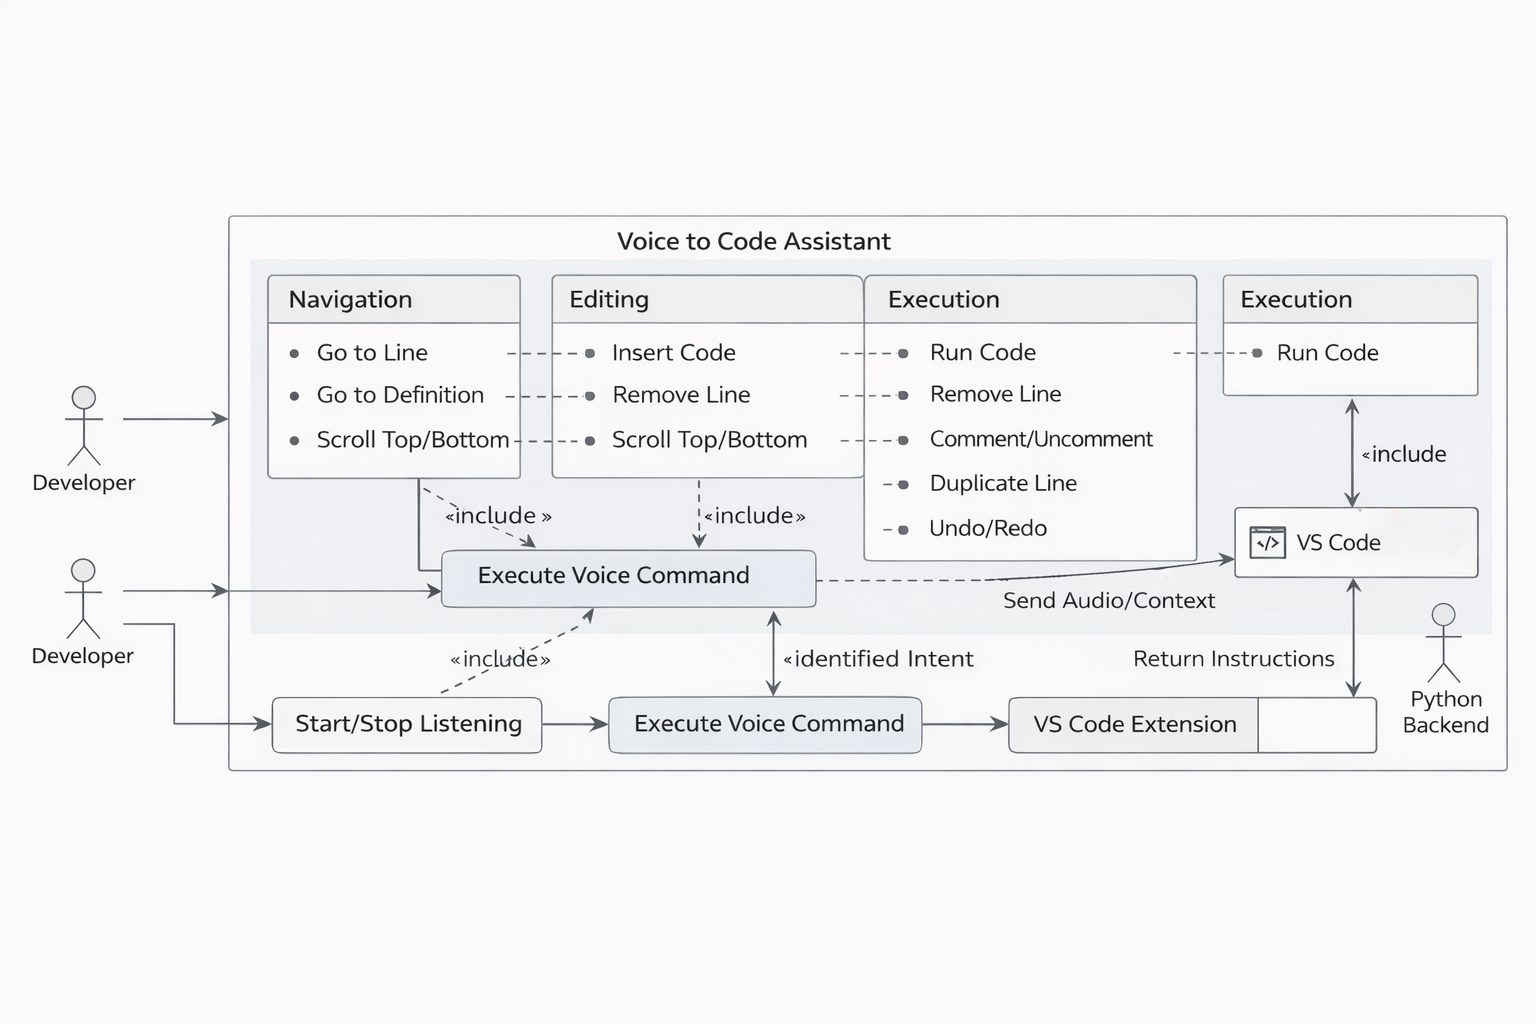 Voice to Code Assistant
Navigation
Go to Line
Go to Definition
Scroll Top/Bottom
Editing
Insert Code
Remove Line
Scroll Top/Bottom
Execution
Run Code
Remove Line
Comment/Uncomment
Duplicate Line
Undo/Redo
Execution
Run Code
Developer
«include »
«include»
‹‹include
Execute Voice Command
</> VS Code
Send Audio/Context
Developer
«include»
‹‹identified Intent
Return Instructions
Python
Backend
Start/Stop Listening
Execute Voice Command
VS Code Extension